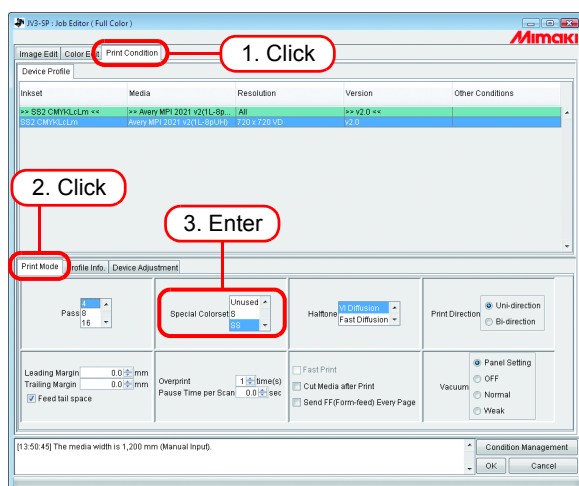 JV3-SP : Job Editor ( Full Color )
Mimaki
Image Edit Color Edit Print Condition
1. Click
Device Profile
Inkset Media Resolution Version Other Conditions
>> SS2 CMYKLcLm << >> Avery MPI 2021 v2(1L-8p... All >> v2.0 <<
SS2 CMYKLcLm Avery MPI 2021 v2(1L-8pUH) 720 x 720 VD v2.0
2. Click
3. Enter
Print Mode Profile Info. Device Adjustment
Pass 4
8
16
Special Colorset Unused
S
SS
Halftone VI Diffusion
Fast Diffusion
Print Direction Uni-direction
Bi-direction
Leading Margin 0.0 mm
Trailing Margin 0.0 mm
Feed tail space
Overprint 1 time(s)
Pause Time per Scan 0.0 sec
Fast Print
Cut Media after Print
Send FF(Form-feed) Every Page
Vacuum Panel Setting
OFF
Normal
Weak
[13:50:45] The media width is 1,200 mm (Manual Input).
Condition Management
OK Cancel